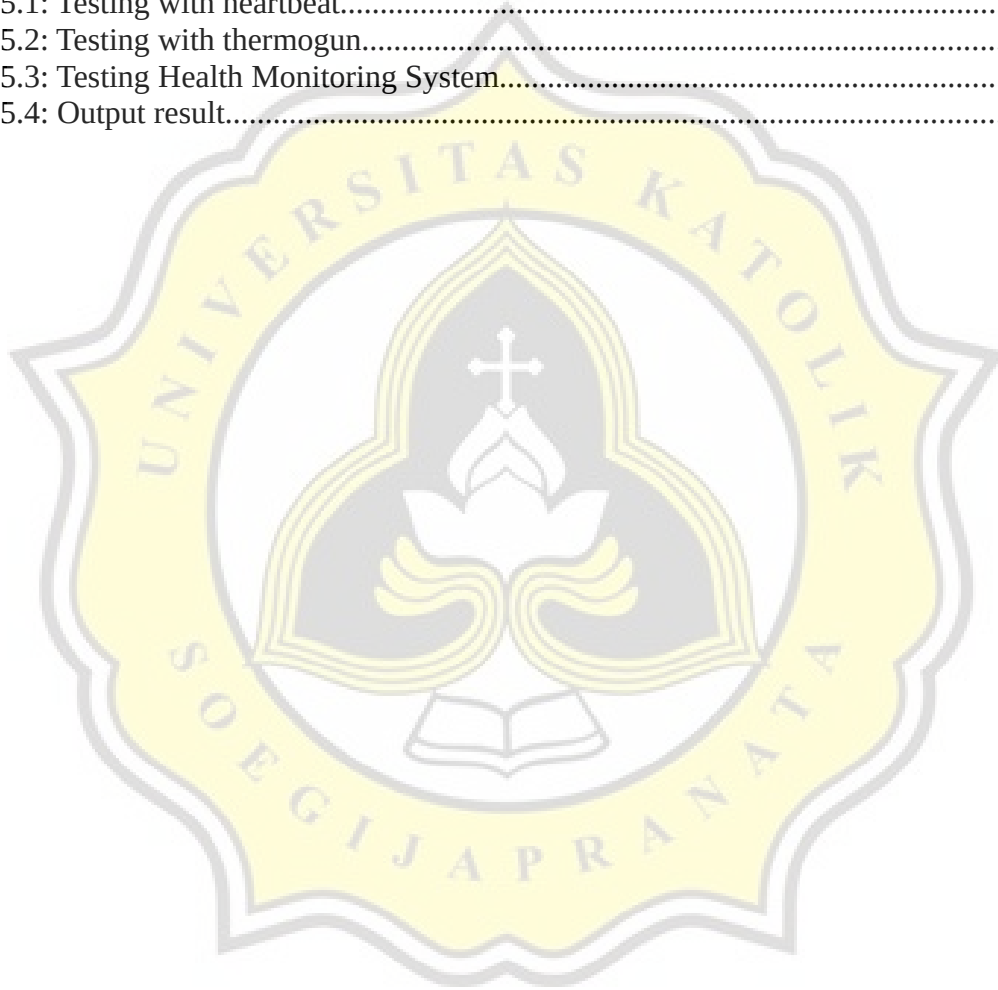 5.1: Testing with heartbeat..................................................................................
5.2: Testing with thermogun...............................................................................
5.3: Testing Health Monitoring System..............................................................
5.4: Output result................................................................................................
UNIVERSITAS KATOLIK
SOEGIJAPRANATA